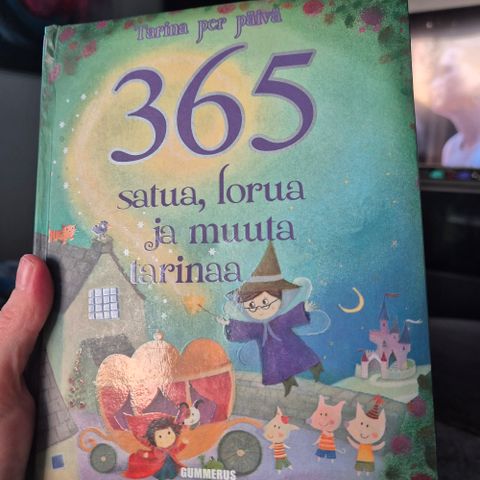 Tarina per päivä
365
satua, lorua
ja muuta
tarinaa
GUMMERUS